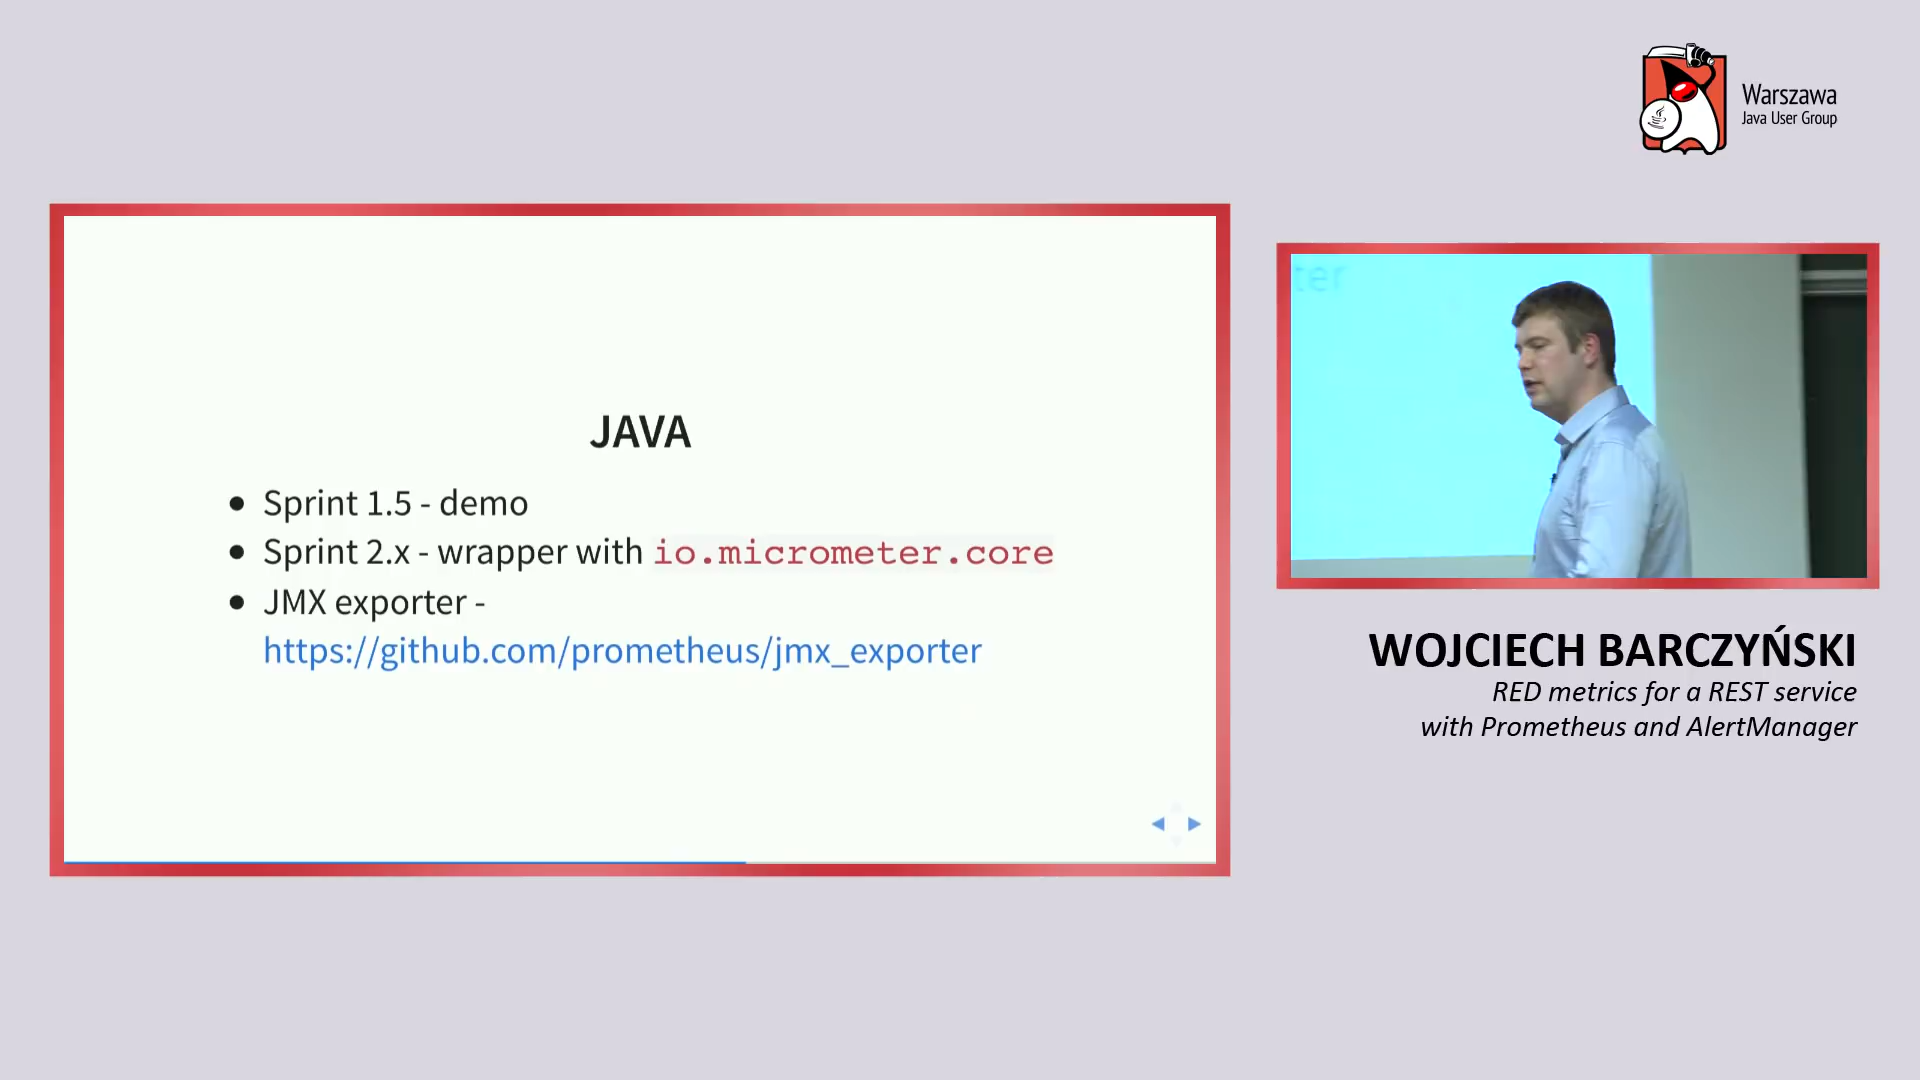 Warszawa
Java User Group
JAVA
Sprint 1.5 - demo
Sprint 2.x - wrapper with io.micrometer.core
JMX exporter -
https://github.com/prometheus/jmx_exporter
ter
WOJCIECH BARCZYŃSKI
RED metrics for a REST service
with Prometheus and AlertManager